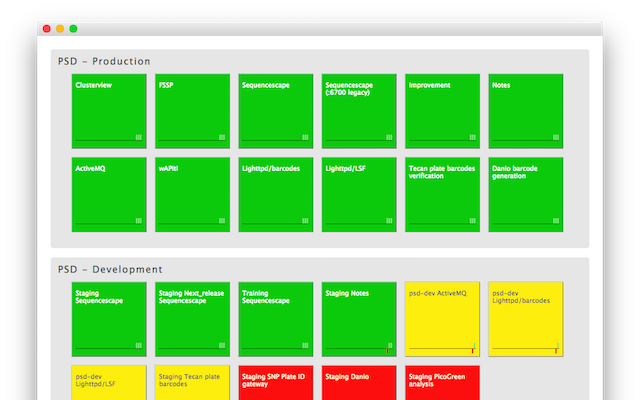 PSD – Production
Clusterview
FSSP
Sequencescape
Sequencescape
(:6700 legacy)
Improvement
Notes
ActiveMQ
wAPItI
Lighttpd/barcodes
Lighttpd/LSF
Tecan plate barcodes
verification
Danio barcode
generation
PSD – Development
Staging
Sequencescape
Staging Next_release
Sequencescape
Training
Sequencescape
Staging Notes
psd-dev ActiveMQ
psd-dev
Lighttpd/barcodes
psd-dev
Lighttpd/LSF
Staging Tecan plate
barcodes
Staging SNP Plate ID
gateway
Staging Danio
Staging PicoGreen
analysis